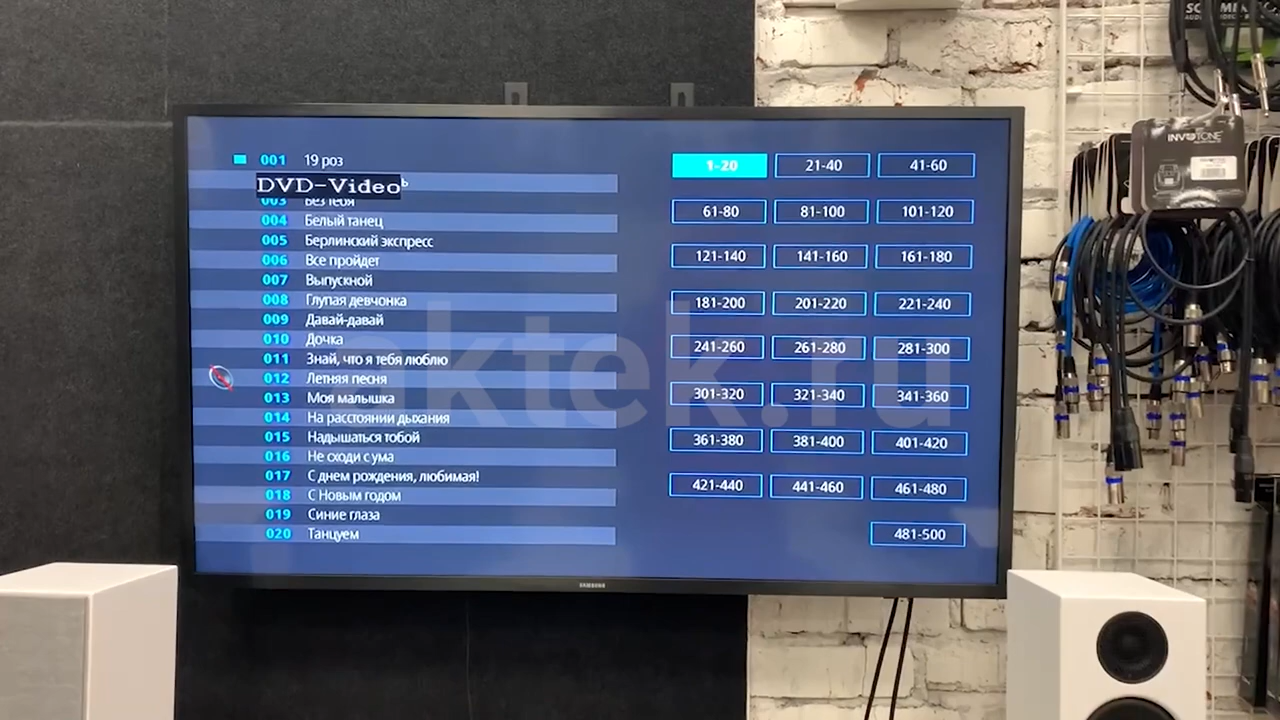 001 19 роз
DVD-Video ь
003 Без тебя
004 Белый танец
005 Берлинский экспресс
006 Все пройдет
007 Выпускной
008 Глупая девчонка
009 Давай-давай
010 Дочка
011 Знай, что я тебя люблю
012 Летняя песня
013 Моя малышка
014 На расстоянии дыхания
015 Надышаться тобой
016 Не сходи с ума
017 С днем рождения, любимая!
018 С Новым годом
019 Синие глаза
020 Танцуем
1-20 21-40 41-60
61-80 81-100 101-120
121-140 141-160 161-180
181-200 201-220 221-240
241-260 261-280 281-300
301-320 321-340 341-360
361-380 381-400 401-420
421-440 441-460 461-480
481-500
aktek.ru
SAMSUNG
INVOTONE